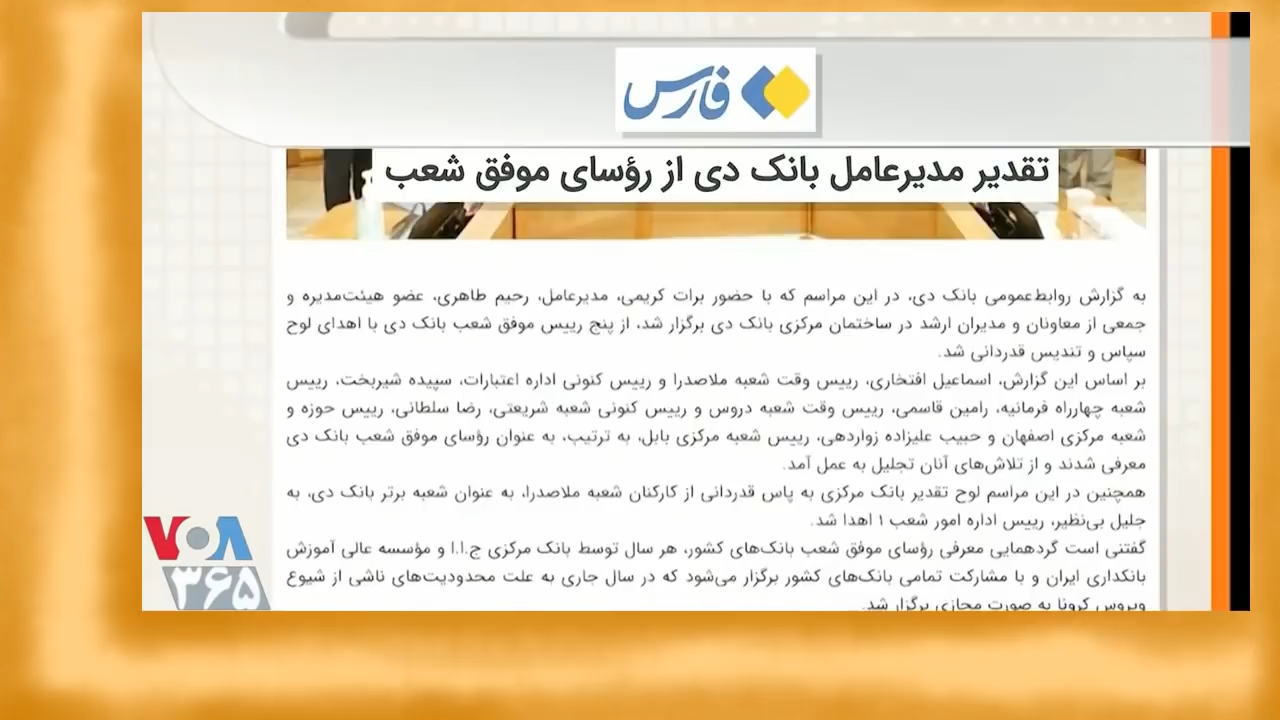 فارس
تقدیر مدیرعامل بانک دی از رؤسای موفق شعب
به گزارش روابط‌عمومی بانک دی، در این مراسم که با حضور برات کریمی، مدیرعامل، رحیم طاهری، عضو هیئت‌مدیره و
جمعی از معاونان و مدیران ارشد در ساختمان مرکزی بانک دی برگزار شد، از پنج رییس موفق شعب بانک دی با اهدای لوح
سپاس و تندیس قدردانی شد.
بر اساس این گزارش، اسماعیل افتخاری، رییس وقت شعبه ملاصدرا و رییس کنونی اداره اعتبارات، سپیده شیربخت، رییس
شعبه چهارراه فرمانیه، رامین قاسمی، رییس وقت شعبه دروس و رییس کنونی شعبه شریعتی، رضا سلطانی، رییس حوزه و
شعبه مرکزی اصفهان و حبیب علیزاده زواردهی، رییس شعبه مرکزی بابل، به ترتیب، به عنوان رؤسای موفق شعب بانک دی
معرفی شدند و از تلاش‌های آنان تجلیل به عمل آمد.
همچنین در این مراسم لوح تقدیر بانک مرکزی به پاس قدردانی از کارکنان شعبه ملاصدرا، به عنوان شعبه برتر بانک دی، به
جلیل بی‌نظیر، رییس اداره امور شعب ۱ اهدا شد.
گفتنی است گردهمایی معرفی رؤسای موفق شعب بانک‌های کشور، هر سال توسط بانک مرکزی ج.ا.ا و مؤسسه عالی آموزش
بانکداری ایران و با مشارکت تمامی بانک‌های کشور برگزار می‌شود که در سال جاری به علت محدودیت‌های ناشی از شیوع
ویروس کرونا به صورت مجازی برگزار شد.
VOA
۳۶۵